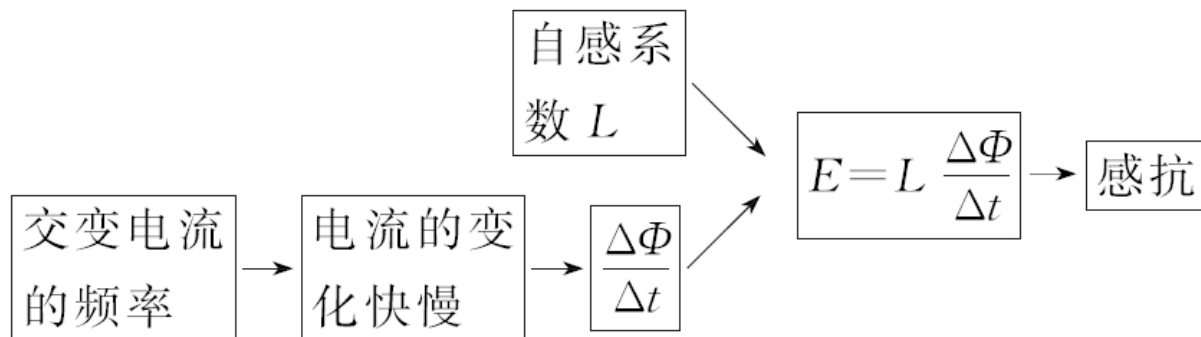 自感系
数 L
交变电流
的频率
电流的变
化快慢
ΔΦ
Δt
E=L ΔΦ/Δt
感抗